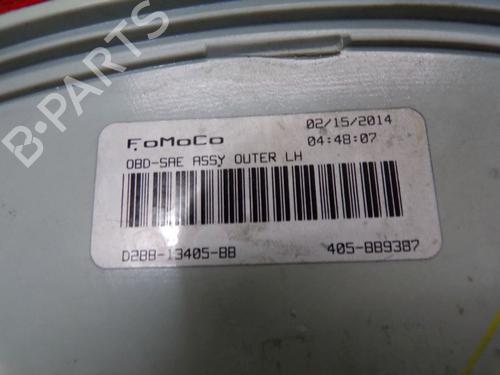 FoMoCo
02/15/2014
04:48:07
OBD-SAE ASSY OUTER LH
D2BB-13405-BB
405-BB9387
B-PARTS